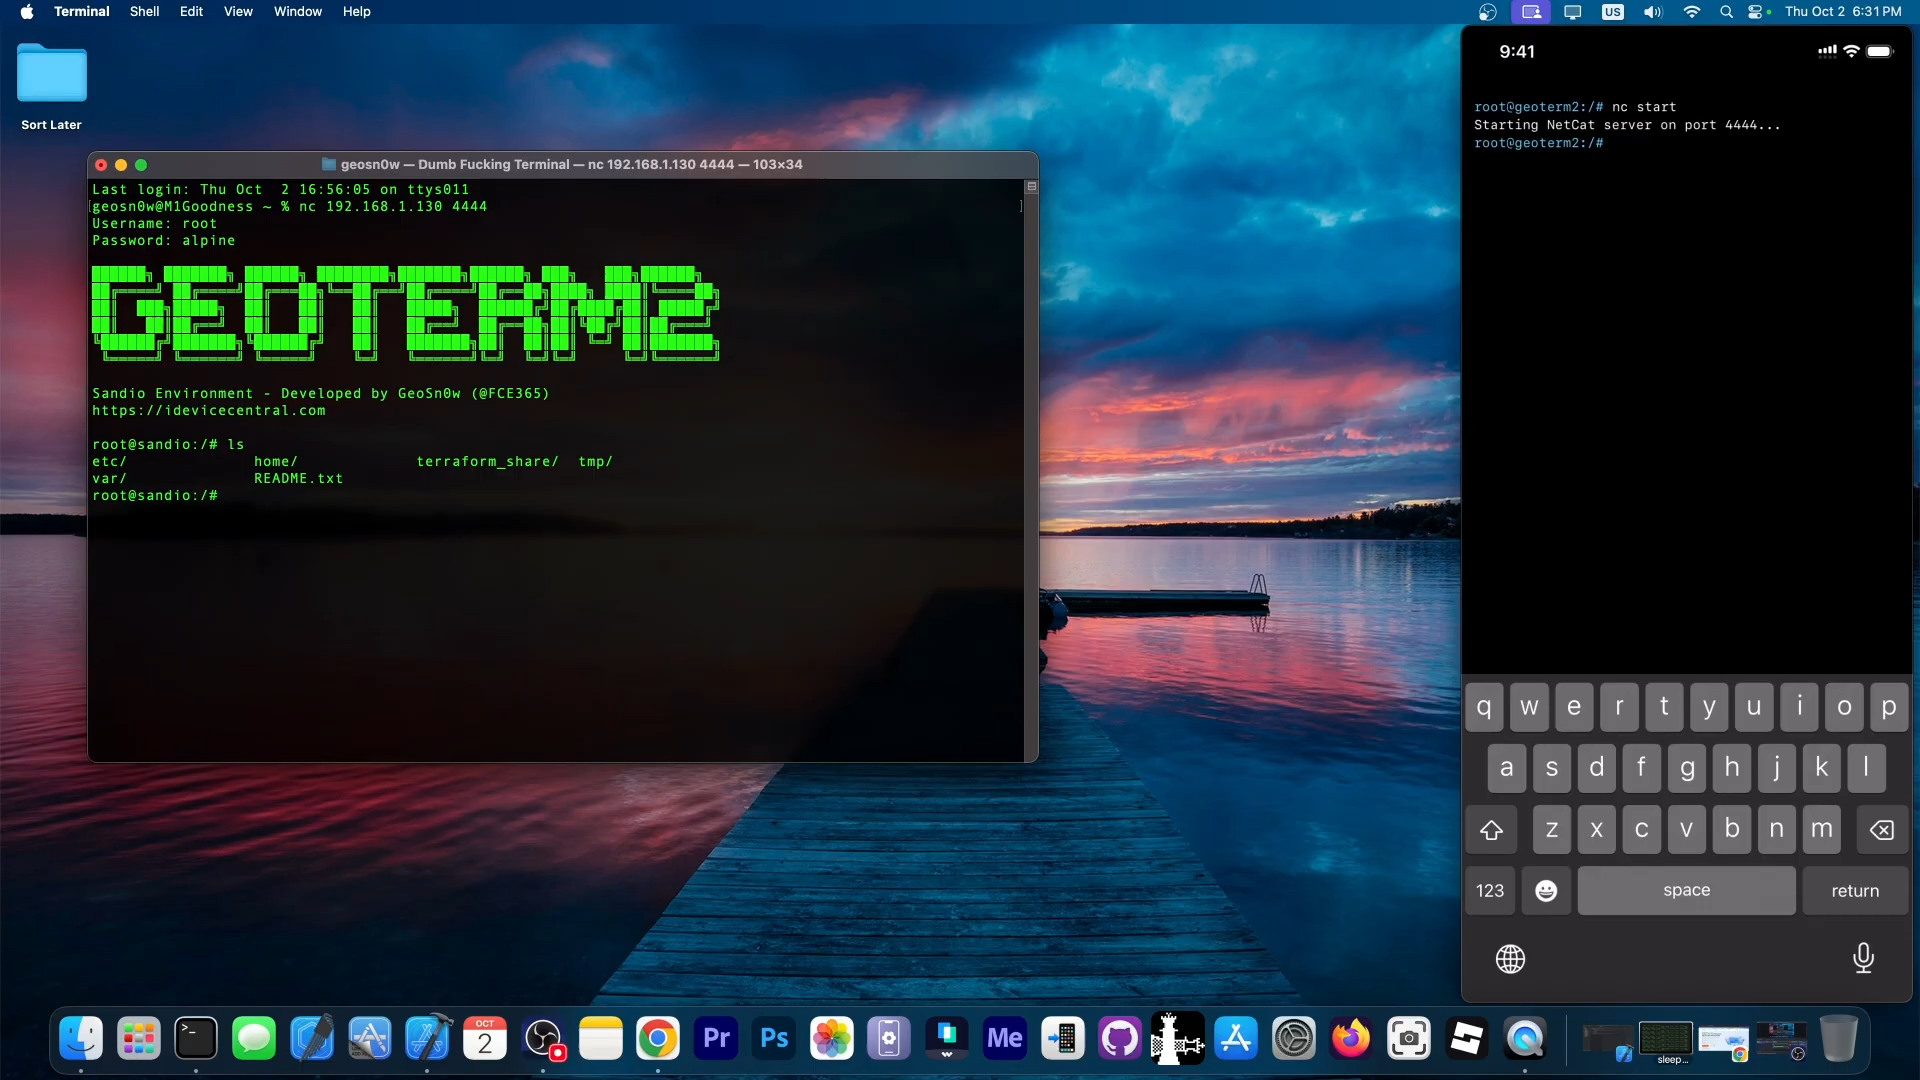 Terminal Shell Edit View Window Help
US Thu Oct 2 6:31 PM
Sort Later
geosn0w — Dumb Fucking Terminal — nc 192.168.1.130 4444 — 103×34
Last login: Thu Oct  2 16:56:05 on ttys011
[geosn0w@M1Goodness ~ % nc 192.168.1.130 4444 ]
Username: root
Password: alpine
GEOTERM2
Sandio Environment - Developed by GeoSn0w (@FCE365)
https://idevicecentral.com
root@sandio:/# ls
etc/ home/ terraform_share/ tmp/
var/ README.txt
root@sandio:/#
9:41
root@geoterm2:/# nc start
Starting NetCat server on port 4444...
root@geoterm2:/#
q w e r t y u i o p
a s d f g h j k l
z x c v b n m
123 space return
OCT
2
Pr
Ps
Me
sleep...